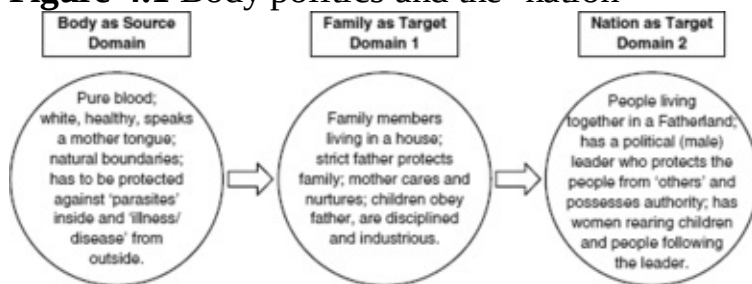 Figure 4.1 Body politics and the ‘nation’
Body as Source
Domain
Pure blood;
white, healthy, speaks
a mother tongue;
natural boundaries;
has to be protected
against ‘parasites’
inside and ‘illness/
disease’ from
outside.
Family as Target
Domain 1
Family members
living in a house;
strict father protects
family; mother cares and
nurtures; children obey
father, are disciplined
and industrious.
Nation as Target
Domain 2
People living
together in a Fatherland;
has a political (male)
leader who protects the
people from ‘others’ and
possesses authority; has
women rearing children
and people following
the leader.